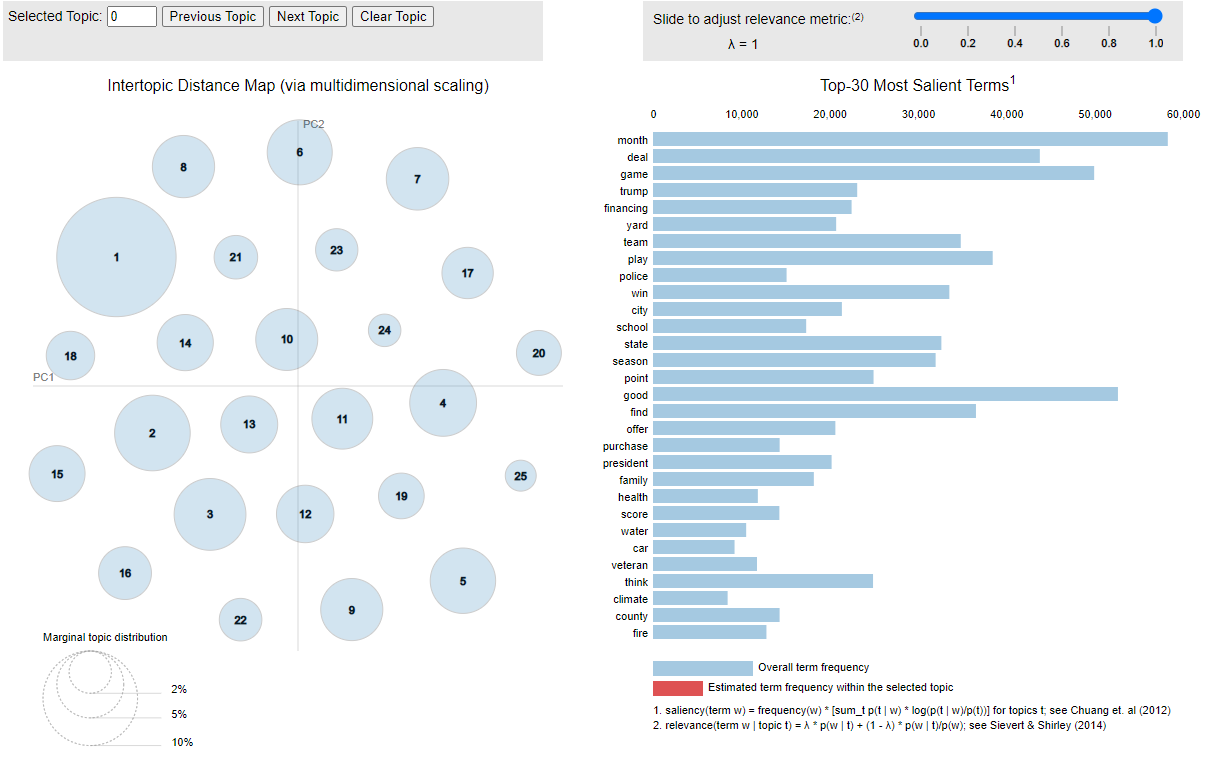 Selected Topic: 0 Previous Topic Next Topic Clear Topic
Slide to adjust relevance metric:(2)
λ = 1
0.0 0.2 0.4 0.6 0.8 1.0
Intertopic Distance Map (via multidimensional scaling)
PC2
PC1
1
2
3
4
5
6
7
8
9
10
11
12
13
14
15
16
17
18
19
20
21
22
23
24
25
Marginal topic distribution
2%
5%
10%
Top-30 Most Salient Terms1
0 10,000 20,000 30,000 40,000 50,000 60,000
month
deal
game
trump
financing
yard
team
play
police
win
city
school
state
season
point
good
find
offer
purchase
president
family
health
score
water
car
veteran
think
climate
county
fire
Overall term frequency
Estimated term frequency within the selected topic
1. saliency(term w) = frequency(w) * [sum_t p(t | w) * log(p(t | w)/p(t))] for topics t; see Chuang et. al (2012)
2. relevance(term w | topic t) = λ * p(w | t) + (1 - λ) * p(w | t)/p(w); see Sievert & Shirley (2014)